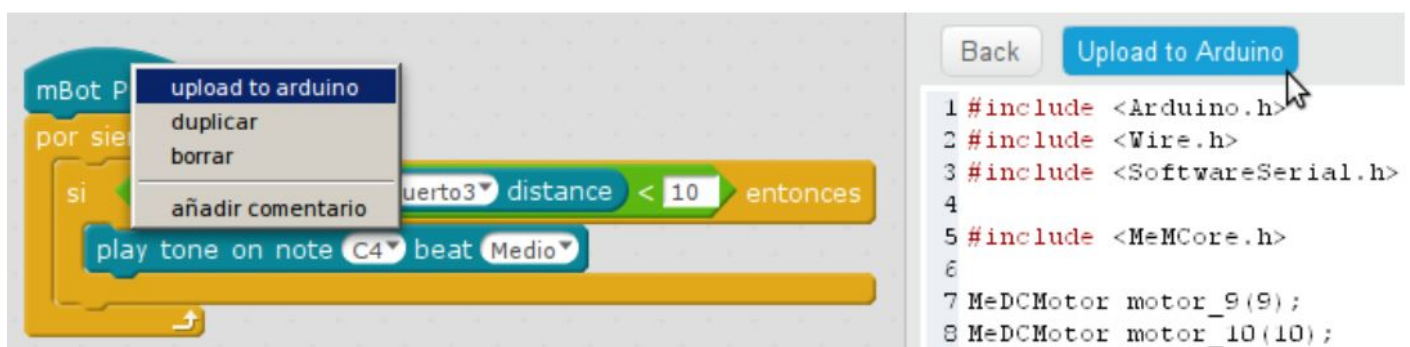 mBot P
upload to arduino
duplicar
borrar
añadir comentario
por sie
si
uerto3 distance < 10 entonces
play tone on note C4 beat Medio
Back
Upload to Arduino
1 #include <Arduino.h>
2 #include <Wire.h>
3 #include <SoftwareSerial.h>
4
5 #include <MeMCore.h>
6
7 MeDCMotor motor_9(9);
8 MeDCMotor motor_10(10);